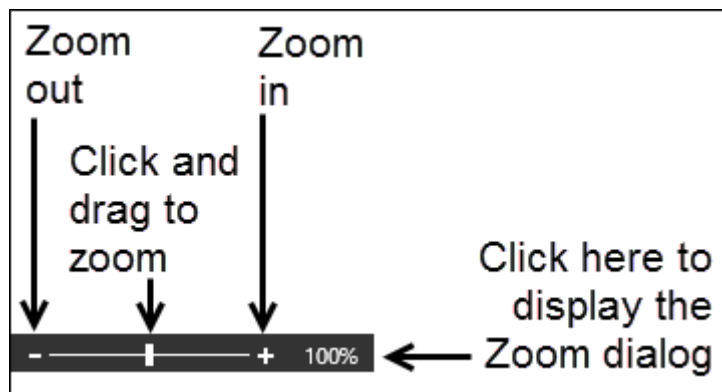 Zoom
out
Zoom
in
Click and
drag to
zoom
Click here to
display the
Zoom dialog
- + 100%